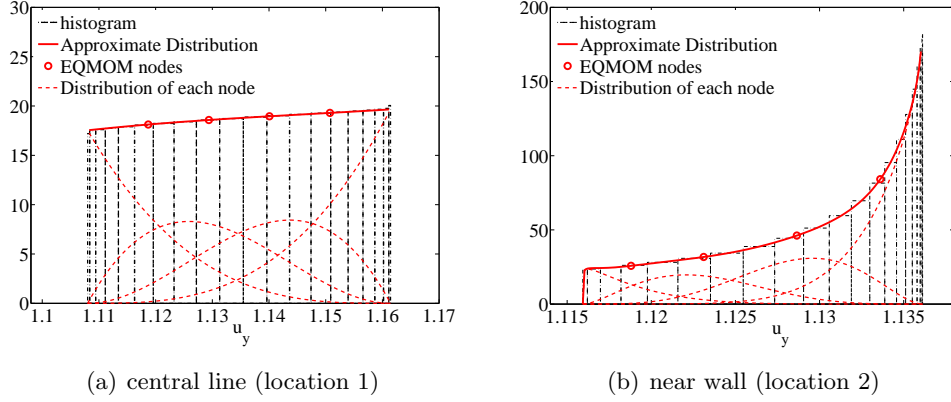 30
25
20
15
10
5
0
histogram
Approximate Distribution
EQMOM nodes
Distribution of each node
1.1 1.11 1.12 1.13 1.14 1.15 1.16 1.17
u_y
(a) central line (location 1)
200
150
100
50
0
histogram
Approximate Distribution
EQMOM nodes
Distribution of each node
1.115 1.12 1.125 1.13 1.135
u_y
(b) near wall (location 2)